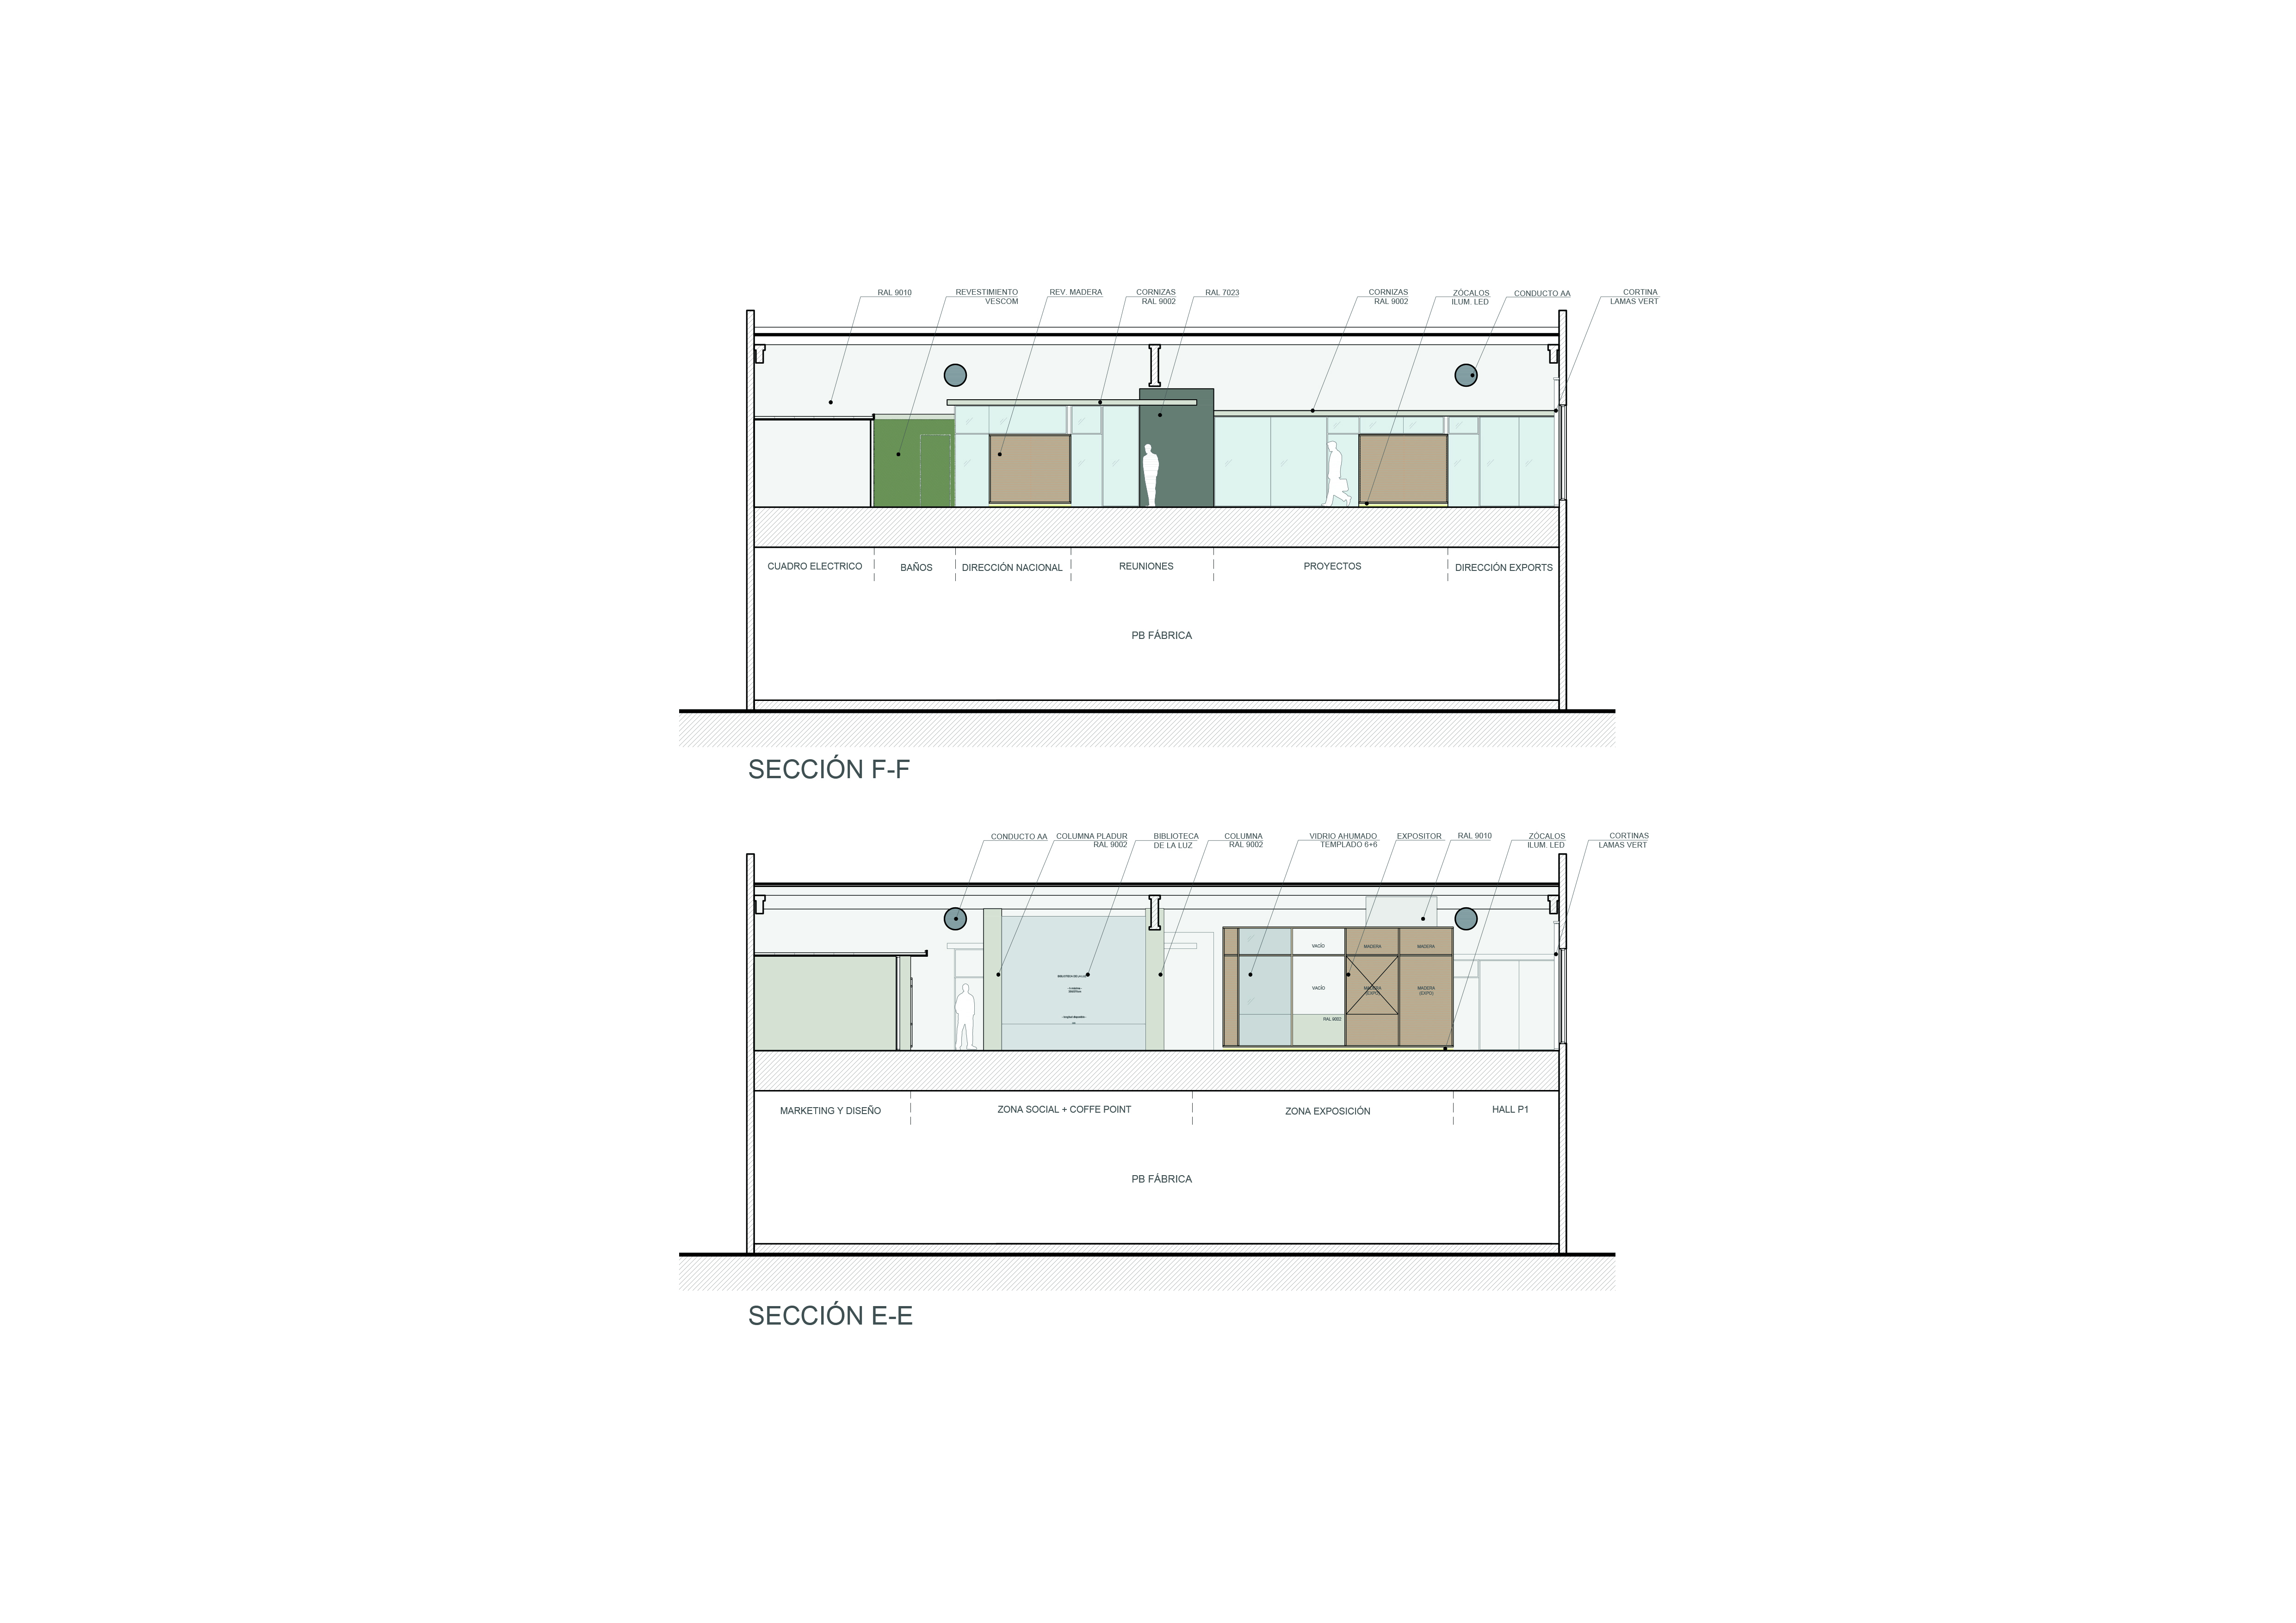 RAL 9010
REVESTIMIENTO
VESCOM
REV. MADERA
CORNIZAS
RAL 9002
RAL 7023
CORNIZAS
RAL 9002
ZÓCALOS
ILUM. LED
CONDUCTO AA
CORTINA
LAMAS VERT
CUADRO ELECTRICO
BAÑOS
DIRECCIÓN NACIONAL
REUNIONES
PROYECTOS
DIRECCIÓN EXPORTS
PB FÁBRICA
SECCIÓN F-F
CONDUCTO AA
COLUMNA PLADUR
RAL 9002
BIBLIOTECA
DE LA LUZ
COLUMNA
RAL 9002
VIDRIO AHUMADO
TEMPLADO 6+6
EXPOSITOR
RAL 9010
ZÓCALOS
ILUM. LED
CORTINAS
LAMAS VERT
VACÍO
MADERA
MADERA
VACÍO
MADERA
(EXPO)
MADERA
(EXPO)
RAL 9002
MARKETING Y DISEÑO
ZONA SOCIAL + COFFE POINT
ZONA EXPOSICIÓN
HALL P1
PB FÁBRICA
SECCIÓN E-E